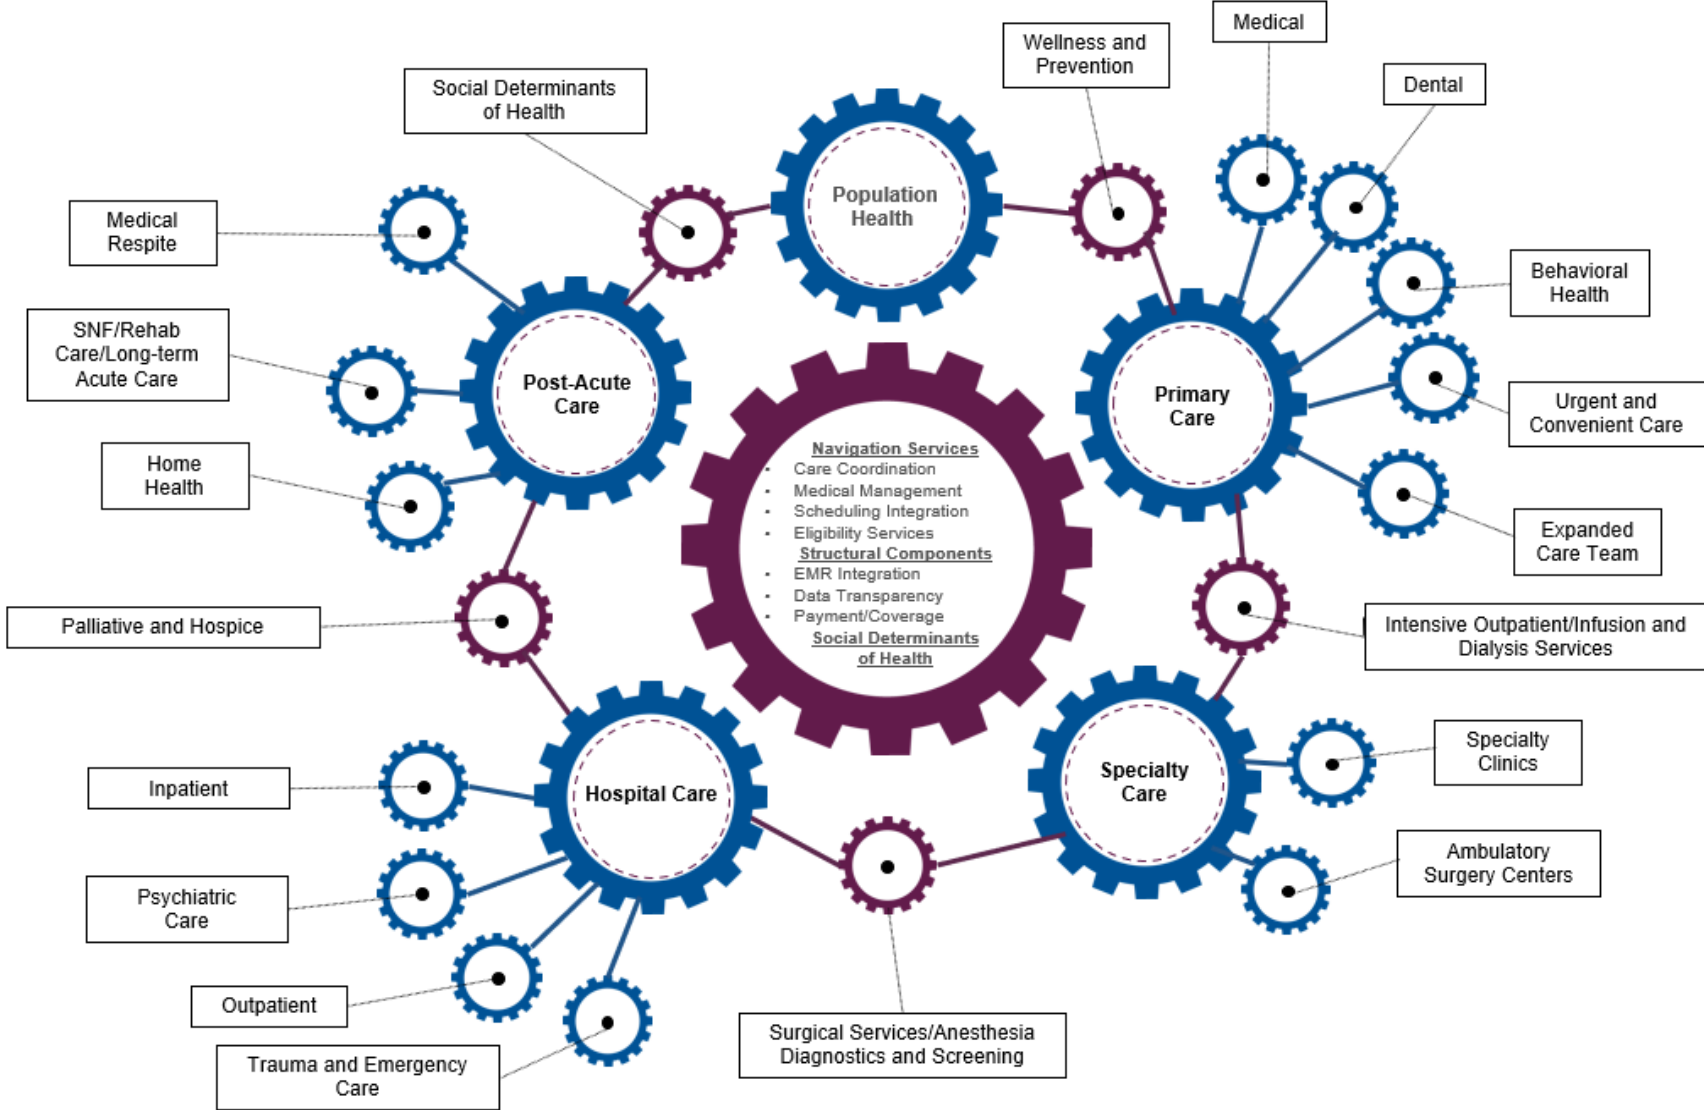 Medical
Wellness and
Prevention
Dental
Social Determinants
of Health
Population
Health
Medical
Respite
Behavioral
Health
SNF/Rehab
Care/Long-term
Acute Care
Post-Acute
Care
Primary
Care
Urgent and
Convenient Care
Home
Health
Navigation Services
▪ Care Coordination
▪ Medical Management
▪ Scheduling Integration
▪ Eligibility Services
Structural Components
▪ EMR Integration
▪ Data Transparency
▪ Payment/Coverage
Social Determinants
of Health
Expanded
Care Team
Palliative and Hospice
Intensive Outpatient/Infusion and
Dialysis Services
Inpatient
Hospital Care
Specialty
Care
Specialty
Clinics
Psychiatric
Care
Ambulatory
Surgery Centers
Outpatient
Trauma and Emergency
Care
Surgical Services/Anesthesia
Diagnostics and Screening